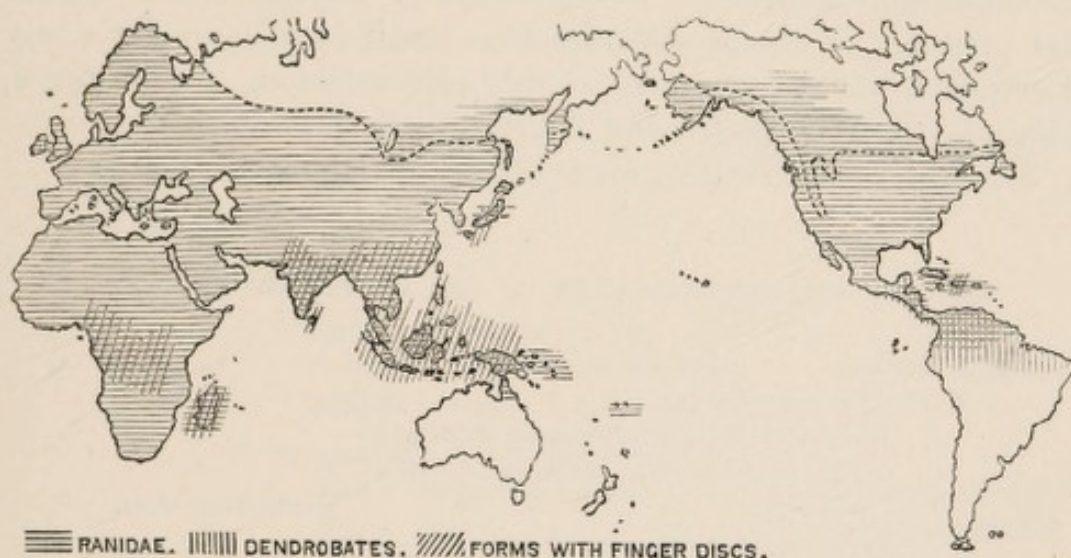 RANIDAE. DENDROBATES. FORMS WITH FINGER DISCS.